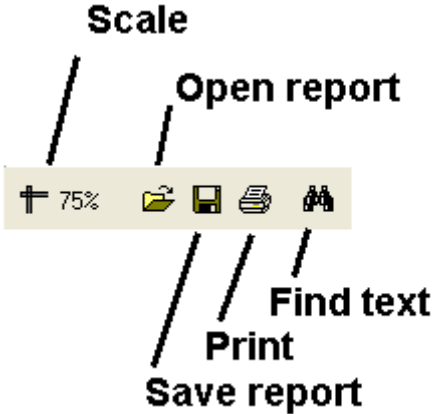 Scale
Open report
75%
Find text
Print
Save report